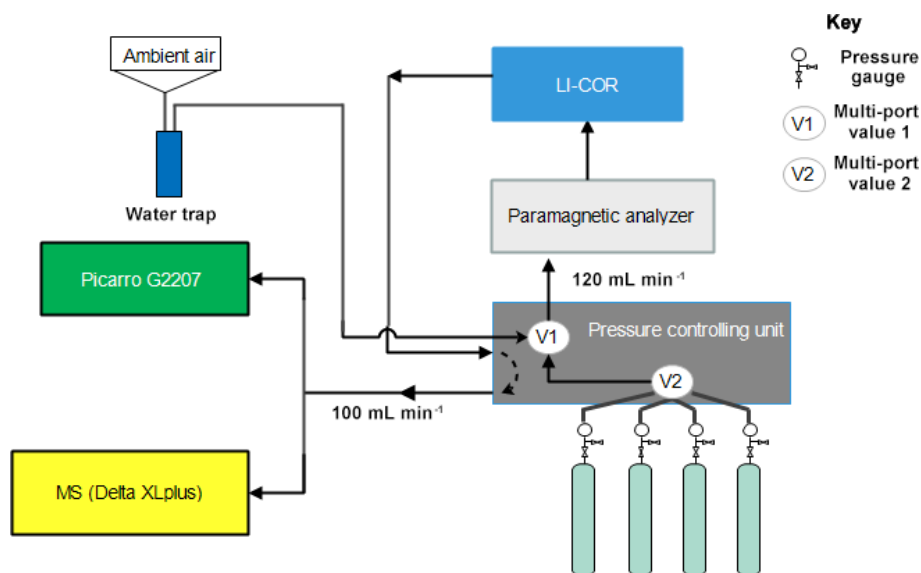 Ambient air
Water trap
LI-COR
Key
Pressure
gauge
V1
Multi-port
value 1
V2
Multi-port
value 2
Paramagnetic analyzer
Picarro G2207
120 mL min⁻¹
Pressure controlling unit
V1
V2
100 mL min⁻¹
MS (Delta XLplus)